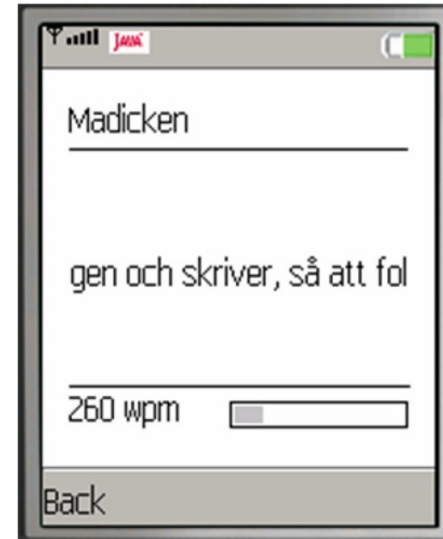 JAVA
Madicken
gen och skriver, så att fol
260 wpm
Back